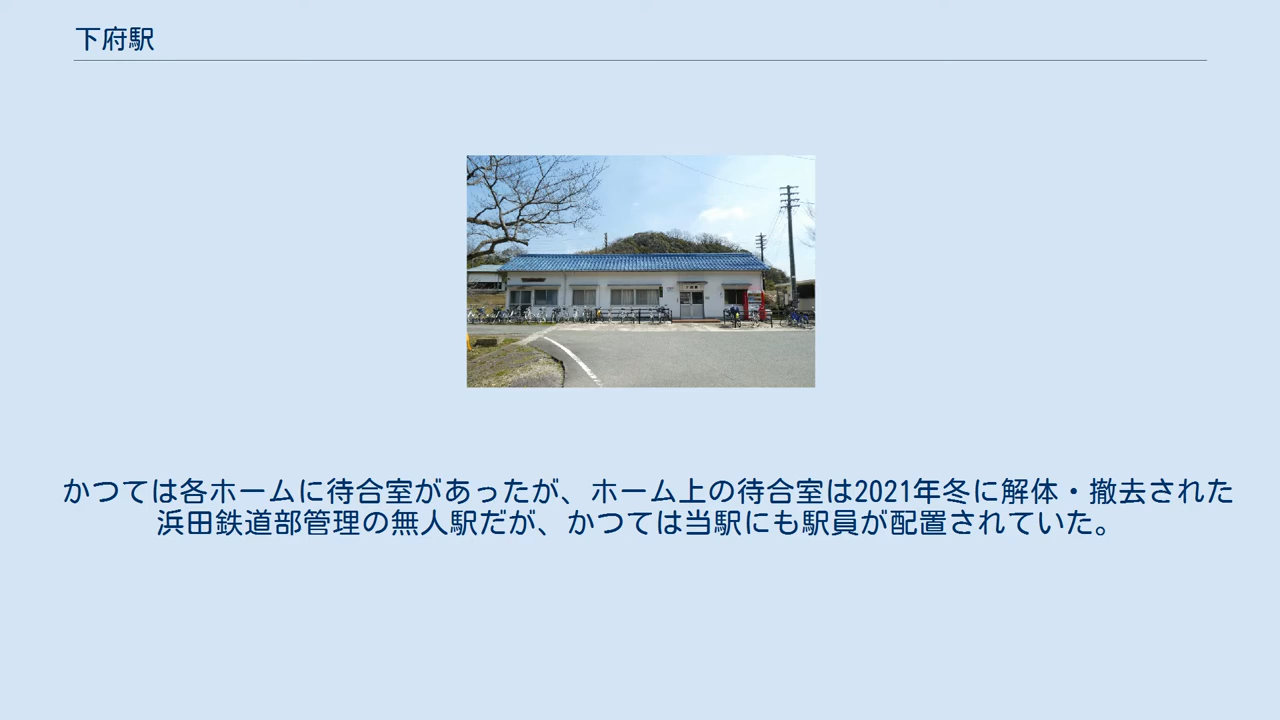 下府駅
かつては各ホームに待合室があったが、ホーム上の待合室は2021年冬に解体・撤去された
浜田鉄道部管理の無人駅だが、かつては当駅にも駅員が配置されていた。